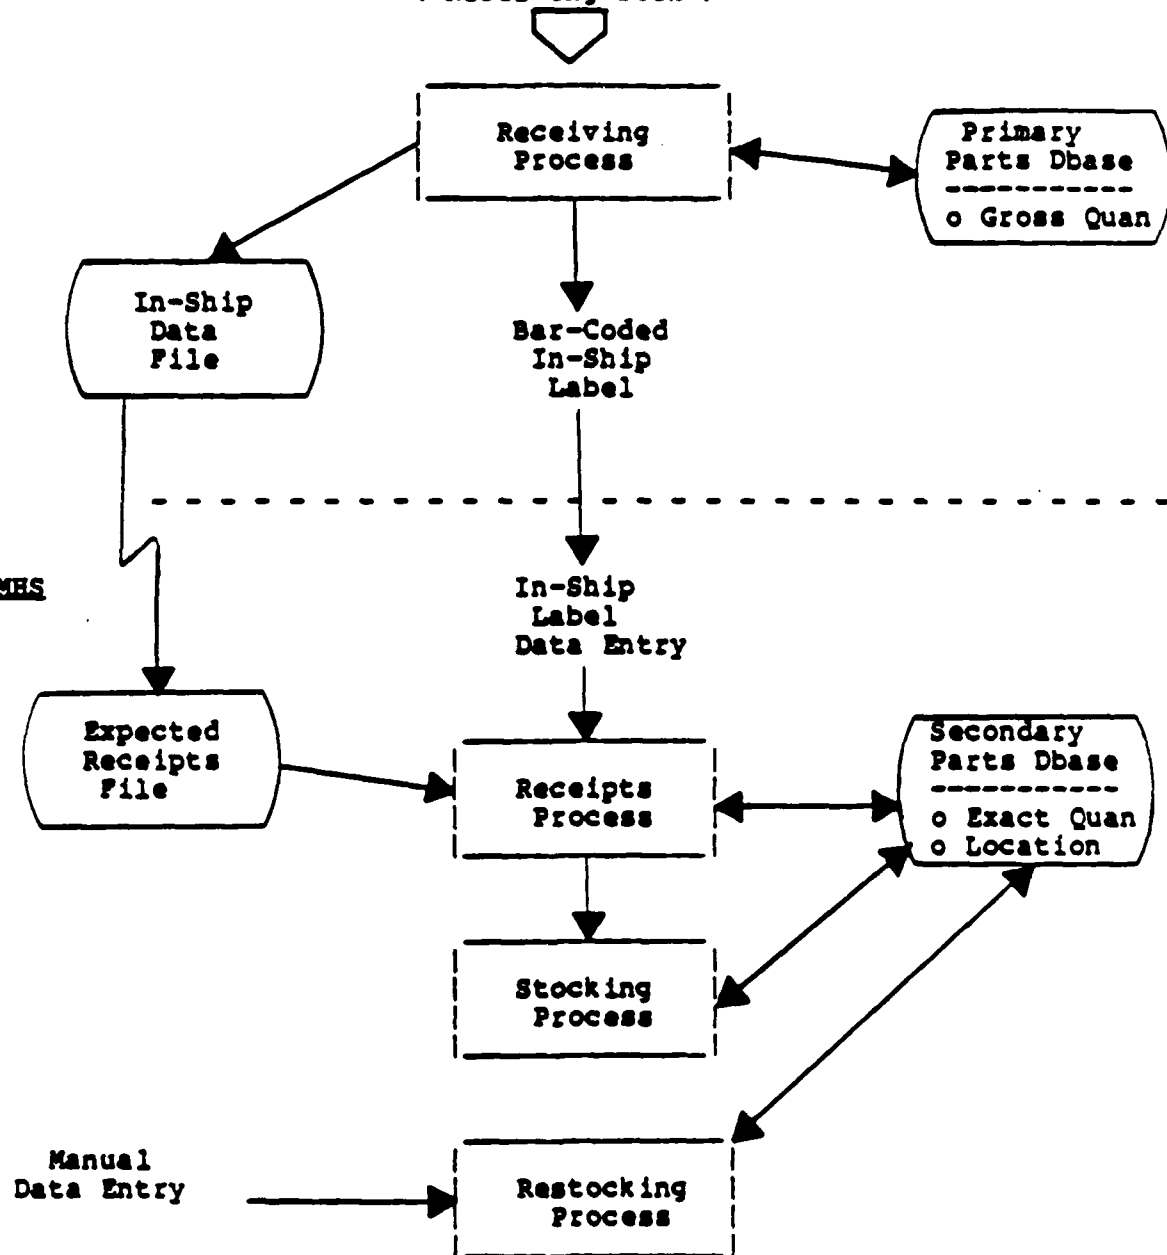 Receiving
Process
Primary
Parts Dbase
-----------
o Gross Quan
In-Ship
Data
File
Bar-Coded
In-Ship
Label
MHS
In-Ship
Label
Data Entry
Expected
Receipts
File
Receipts
Process
Secondary
Parts Dbase
-----------
o Exact Quan
o Location
Stocking
Process
Manual
Data Entry
Restocking
Process